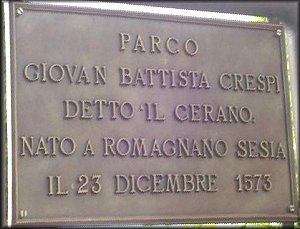 PARCO
GIOVAN BATTISTA CRESPI
DETTO "IL CERANO"
NATO A ROMAGNANO SESIA
IL 23 DICEMBRE 1573